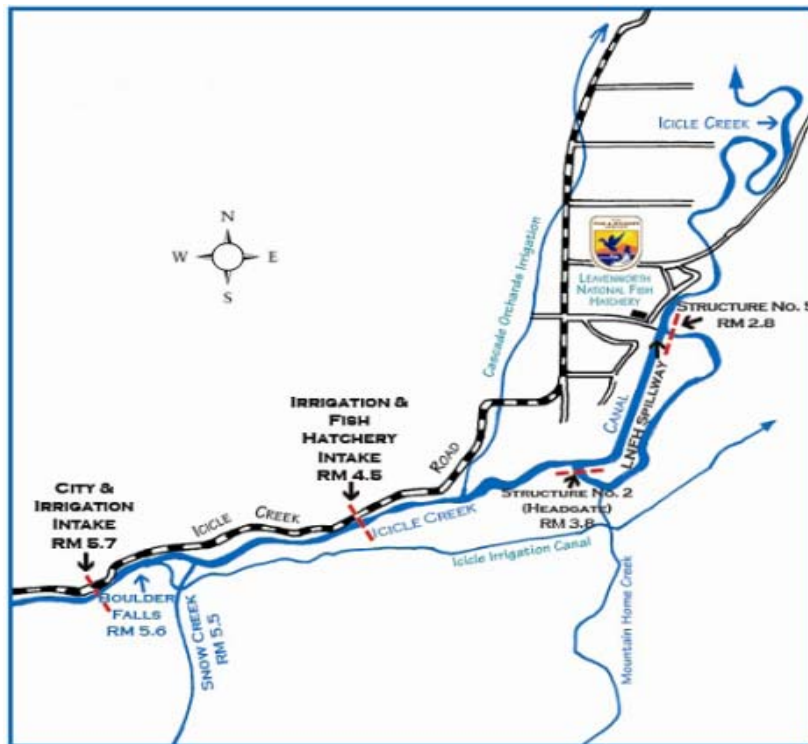 ICICLE CREEK
N
W E
S
Cascade Orchards Irrigation
LEAVENWORTH
NATIONAL FISH
HATCHERY
STRUCTURE NO. 5
RM 2.8
CANAL
LNFH SPILLWAY
IRRIGATION &
FISH
HATCHERY
INTAKE
RM 4.5
ROAD
CITY &
IRRIGATION
INTAKE
RM 5.7
ICICLE CREEK
ICICLE CREEK
STRUCTURE NO. 2
(HEADGATE)
RM 3.8
Icicle Irrigation Canal
BOULDER
FALLS
RM 5.6
SNOW CREEK
RM 5.5
Mountain Home Creek